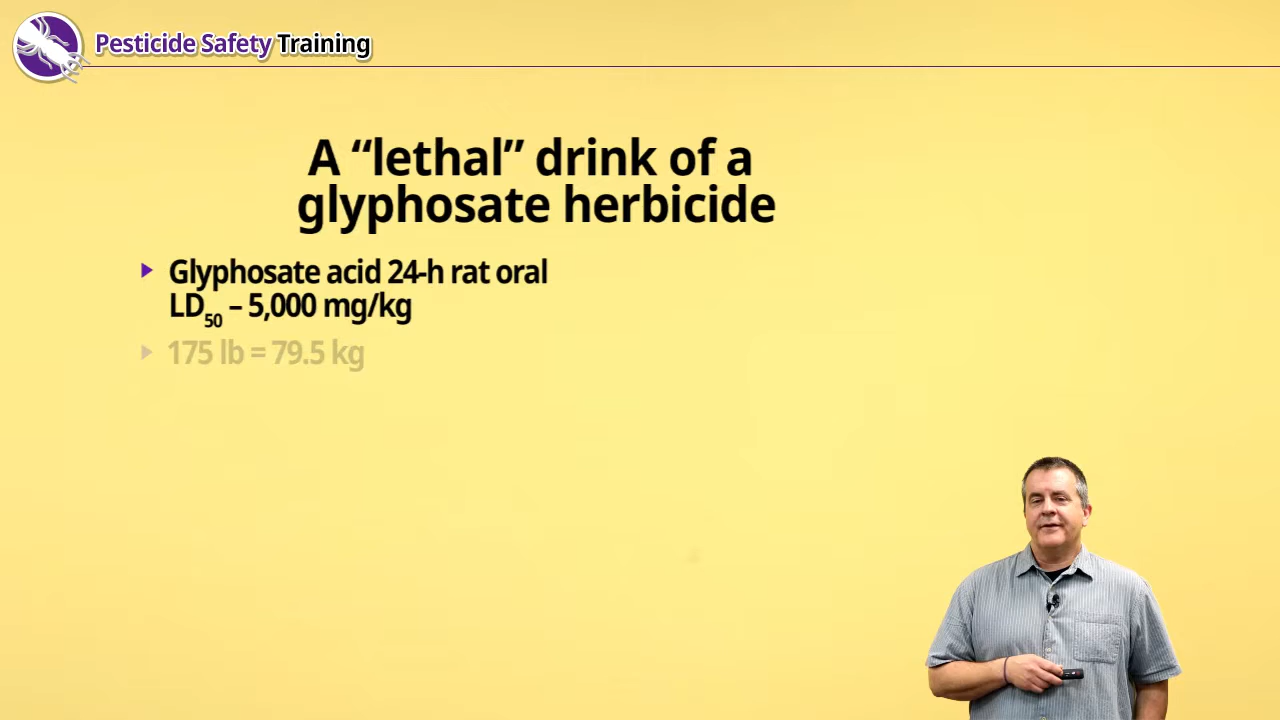 Pesticide Safety Training
A “lethal” drink of a
glyphosate herbicide
Glyphosate acid 24-h rat oral
LD50 – 5,000 mg/kg
175 lb = 79.5 kg